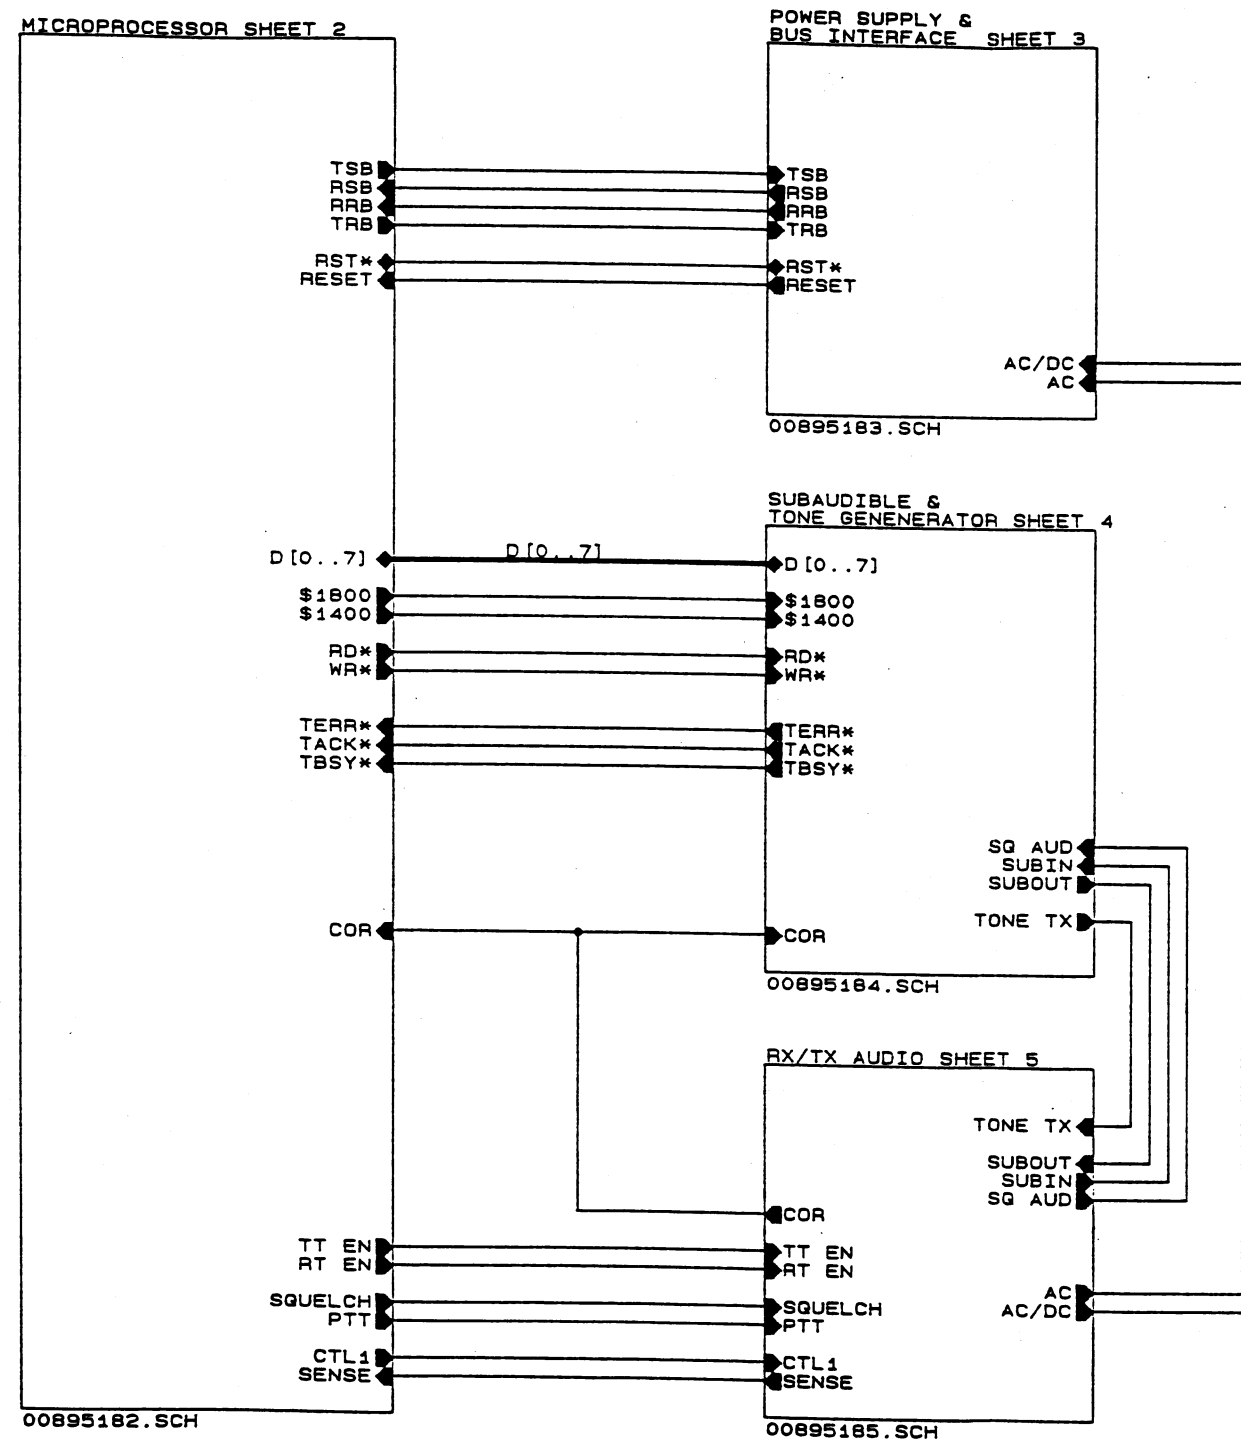 MICROPROCESSOR SHEET 2
TSB
RSB
RRB
TRB
RST*
RESET
D[0..7]
$1800
$1400
RD*
WR*
TERR*
TACK*
TBSY*
COR
TT EN
RT EN
SQUELCH
PTT
CTL1
SENSE
00895182.SCH
D[0..7]
POWER SUPPLY &
BUS INTERFACE SHEET 3
TSB
RSB
RRB
TRB
RST*
RESET
AC/DC
AC
00895183.SCH
SUBAUDIBLE &
TONE GENENERATOR SHEET 4
D[0..7]
$1800
$1400
RD*
WR*
TERR*
TACK*
TBSY*
SQ AUD
SUBIN
SUBOUT
TONE TX
COR
00895184.SCH
RX/TX AUDIO SHEET 5
TONE TX
SUBOUT
SUBIN
SQ AUD
COR
TT EN
RT EN
AC
AC/DC
SQUELCH
PTT
CTL1
SENSE
00895185.SCH